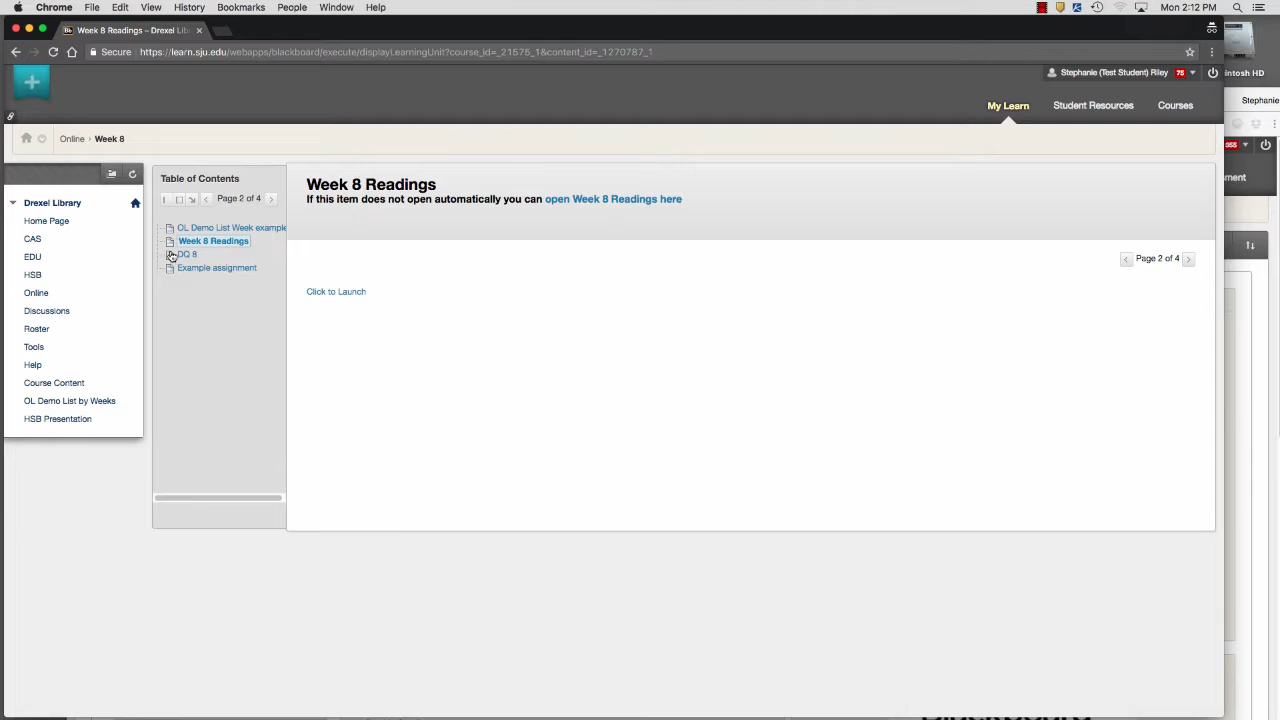 Chrome File Edit View History Bookmarks People Window Help Mon 2:12 PM
Week 8 Readings – Drexel Lib
Secure https://learn.sju.edu/webapps/blackboard/execute/displayLearningUnit?course_id=_21575_1&content_id=_1270787_1
intosh HD
Stephanie (Test Student) Riley 75
Stephanie
My Learn Student Resources Courses
Online › Week 8
Drexel Library
Home Page
CAS
EDU
HSB
Online
Discussions
Roster
Tools
Help
Course Content
OL Demo List by Weeks
HSB Presentation
Table of Contents
Page 2 of 4
OL Demo List Week example
Week 8 Readings
DQ 8
Example assignment
Week 8 Readings
If this item does not open automatically you can open Week 8 Readings here
Page 2 of 4
Click to Launch